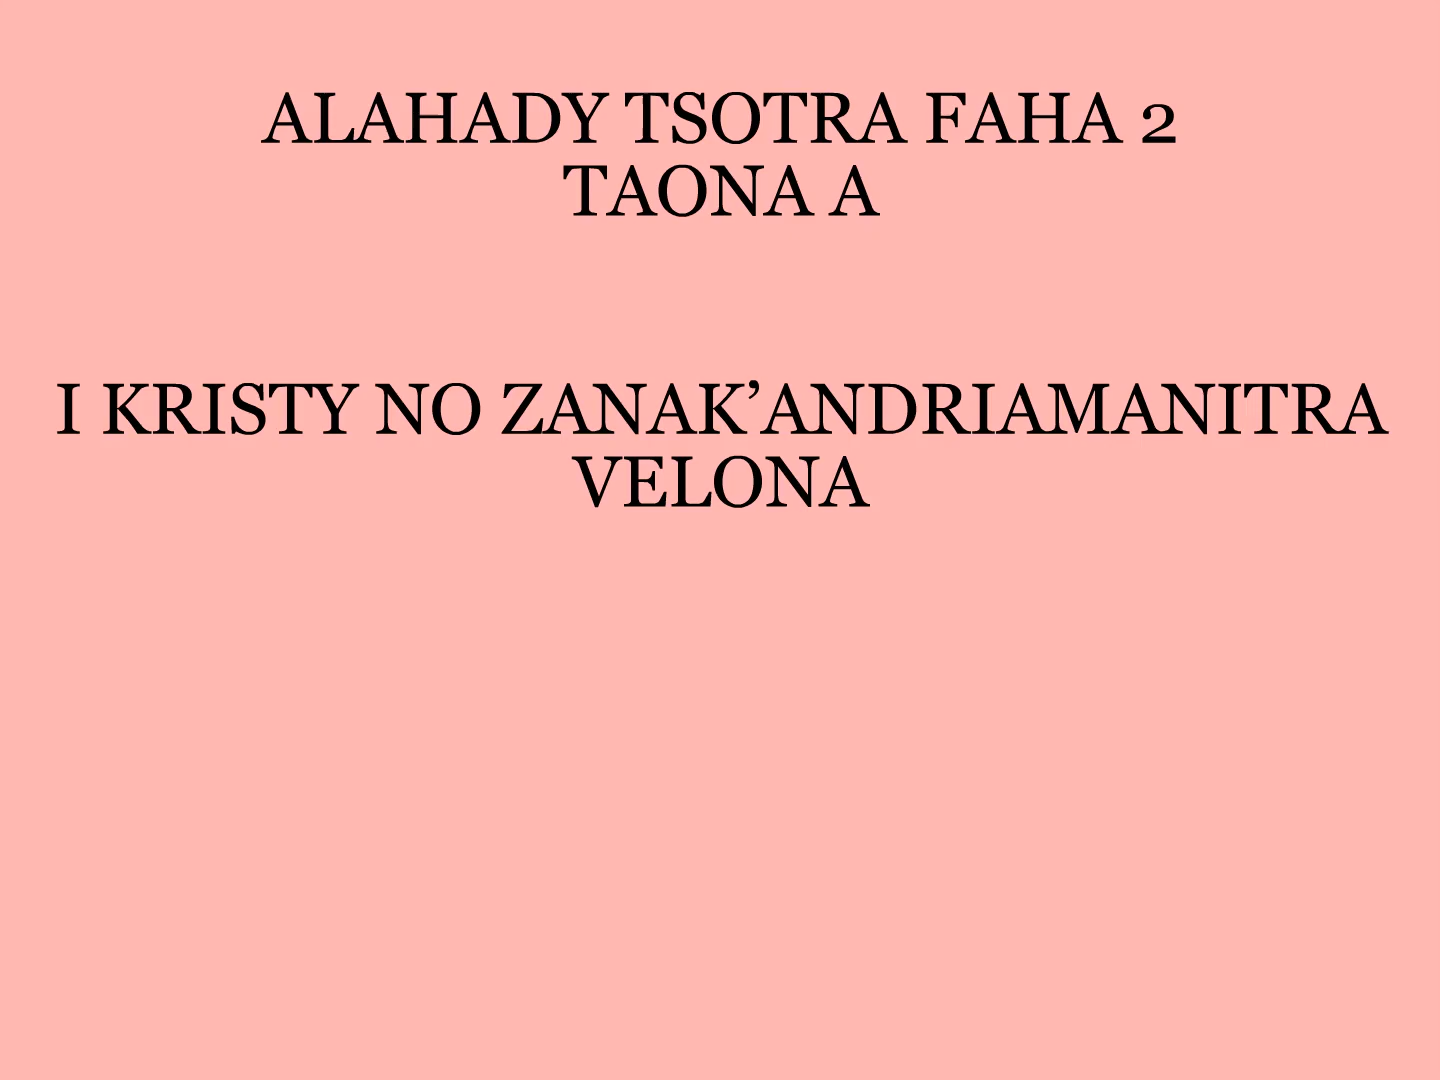 ALAHADY TSOTRA FAHA 2
TAONA A
I KRISTY NO ZANAK’ANDRIAMANITRA
VELONA